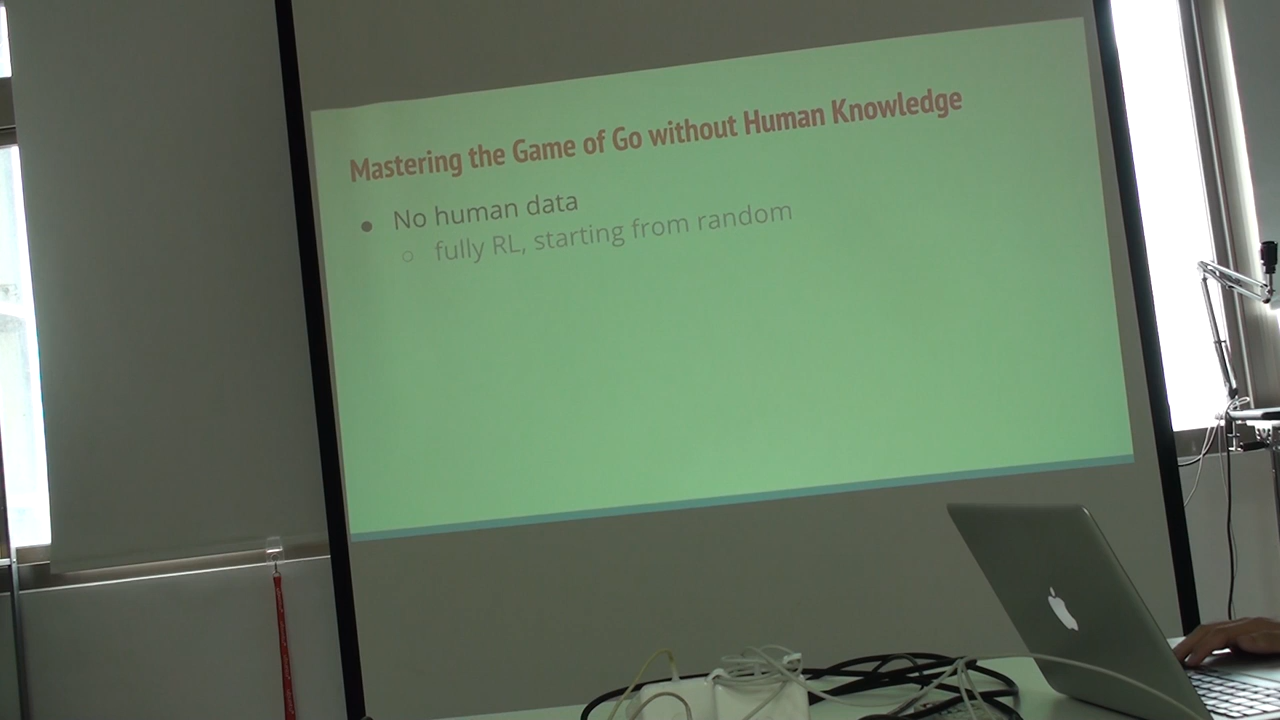 Mastering the Game of Go without Human Knowledge
● No human data
○ fully RL, starting from random